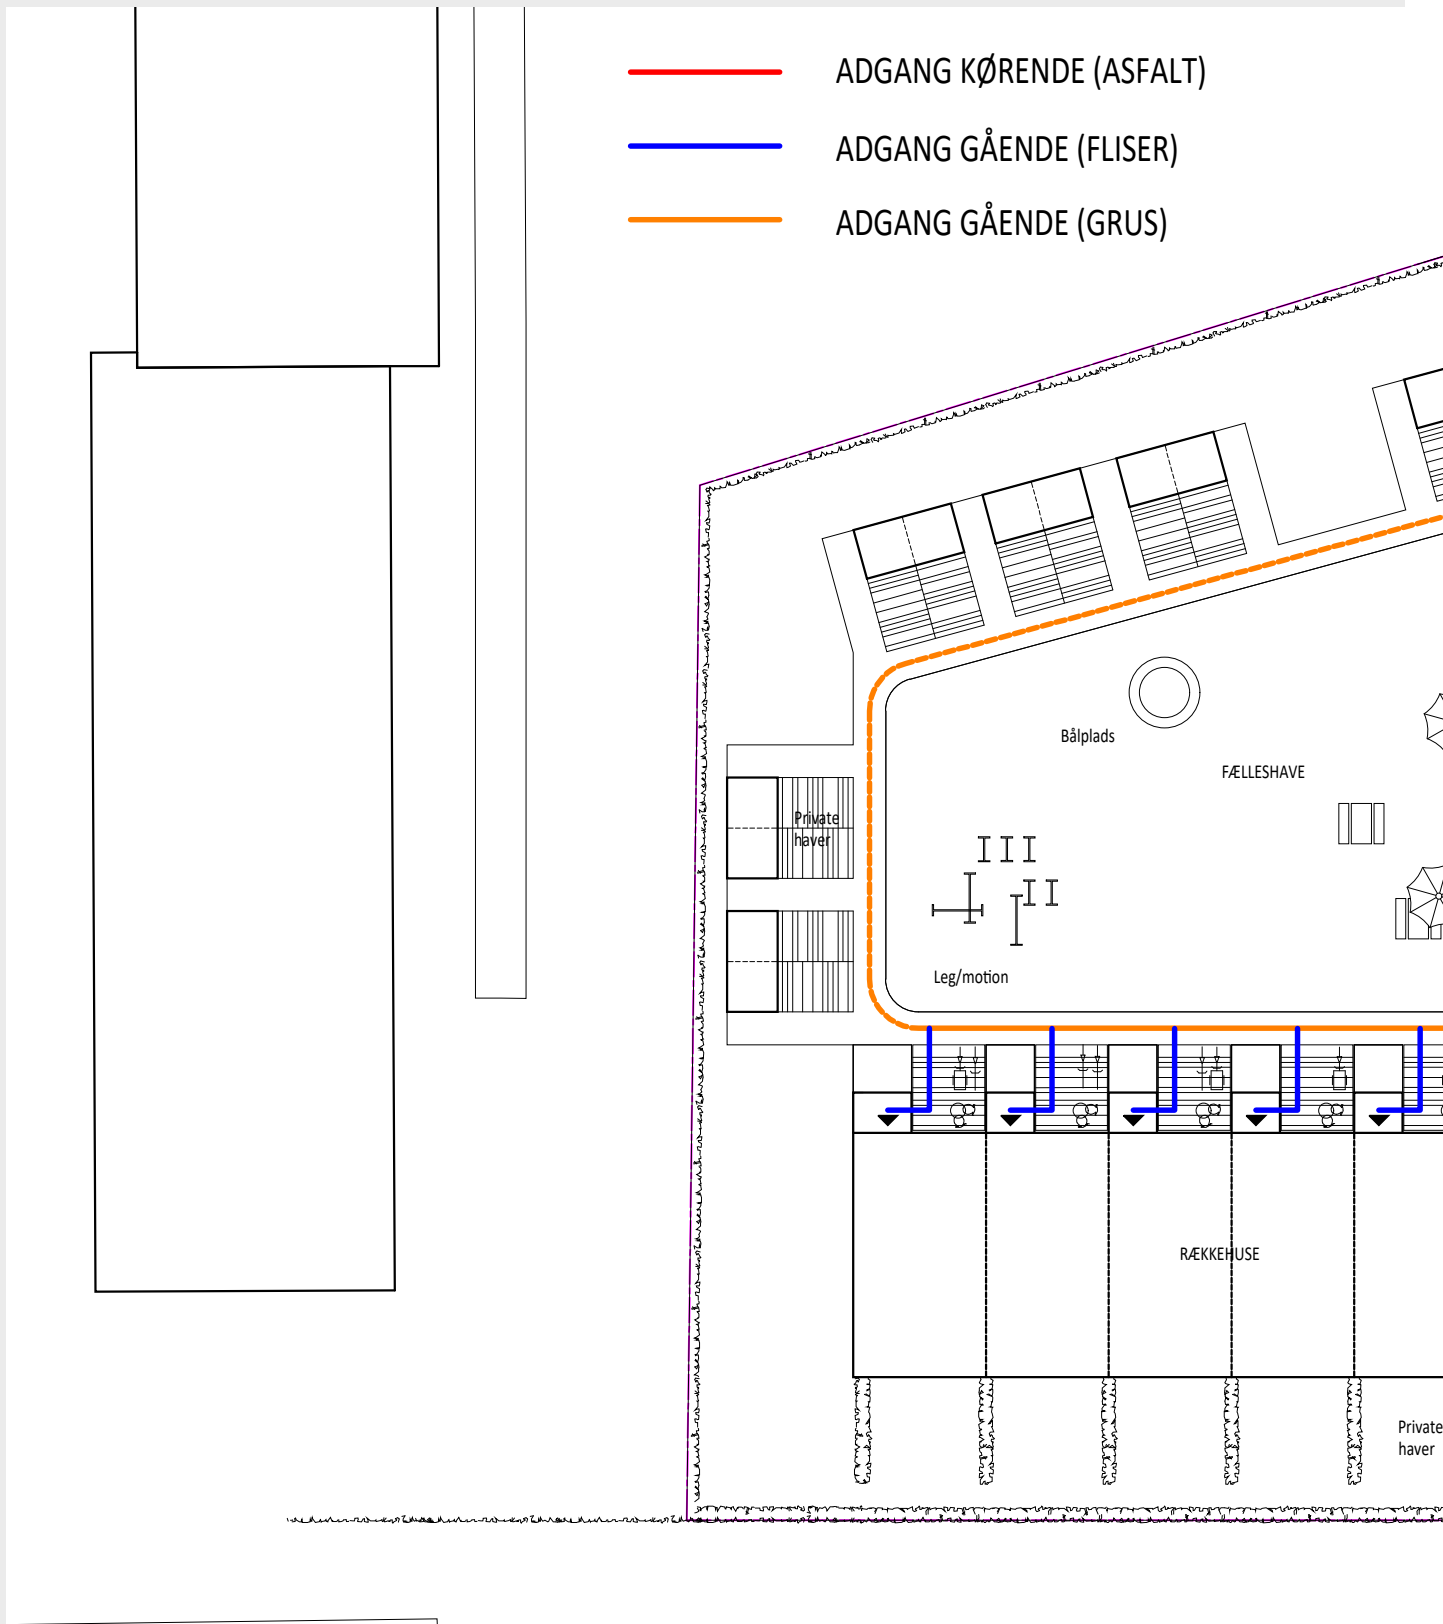 ADGANG KØRENDE (ASFALT)
ADGANG GÅENDE (FLISER)
ADGANG GÅENDE (GRUS)
Bålplads
FÆLLESHAVE
Private
haver
Leg/motion
RÆKKEHUSE
Private
haver